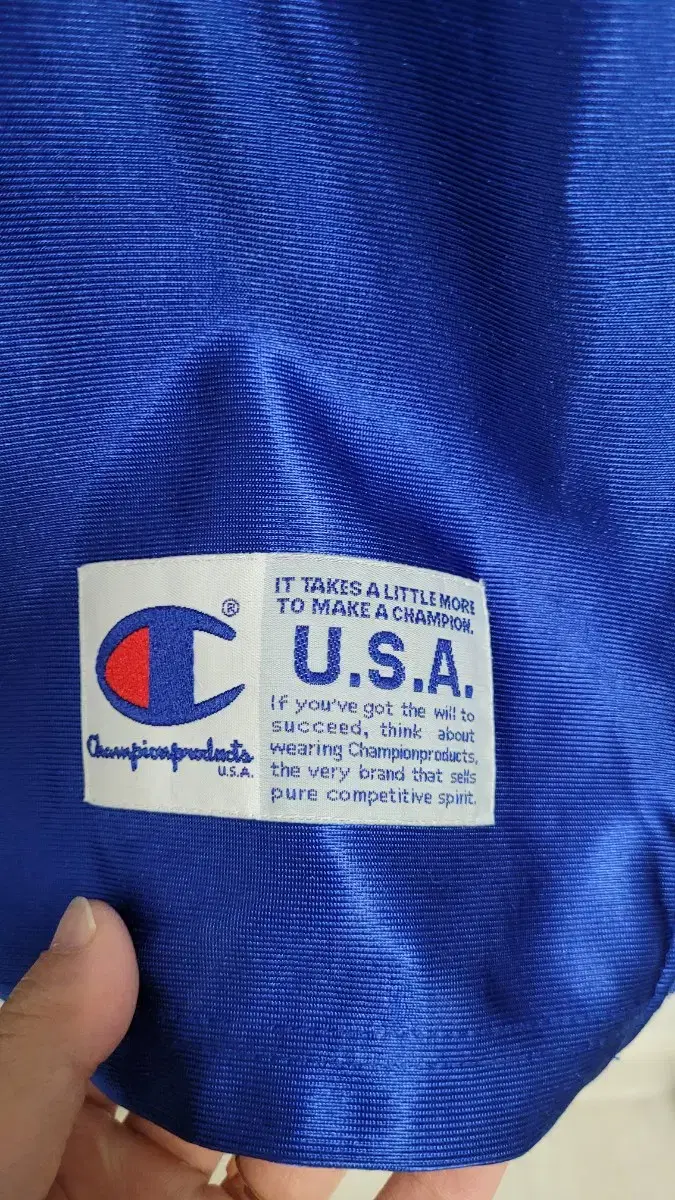 ®
Championproducts
U.S.A.
IT TAKES A LITTLE MORE
TO MAKE A CHAMPION.
U.S.A.
If you've got the will to
succeed, think about
wearing Championproducts,
the very brand that sells
pure competitive spirit.